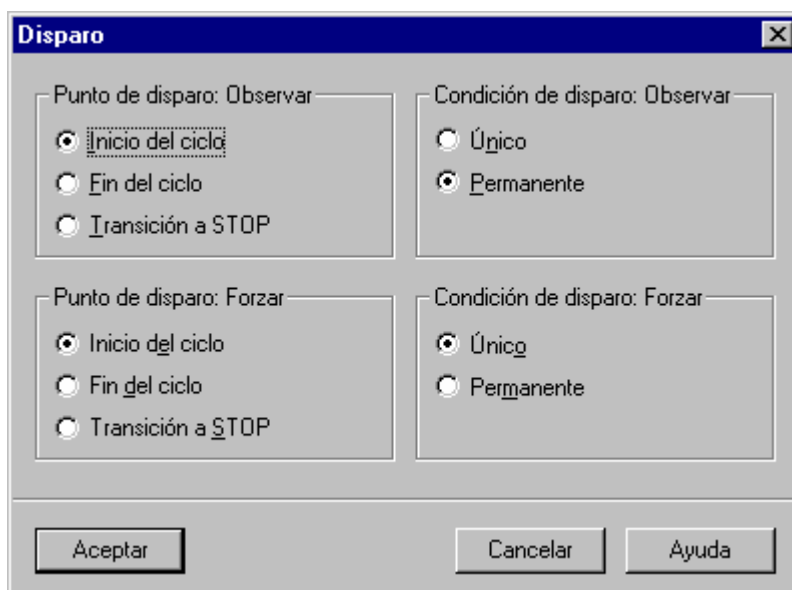 Disparo
Punto de disparo: Observar
Inicio del ciclo
Fin del ciclo
Transición a STOP
Condición de disparo: Observar
Único
Permanente
Punto de disparo: Forzar
Inicio del ciclo
Fin del ciclo
Transición a STOP
Condición de disparo: Forzar
Único
Permanente
Aceptar
Cancelar
Ayuda